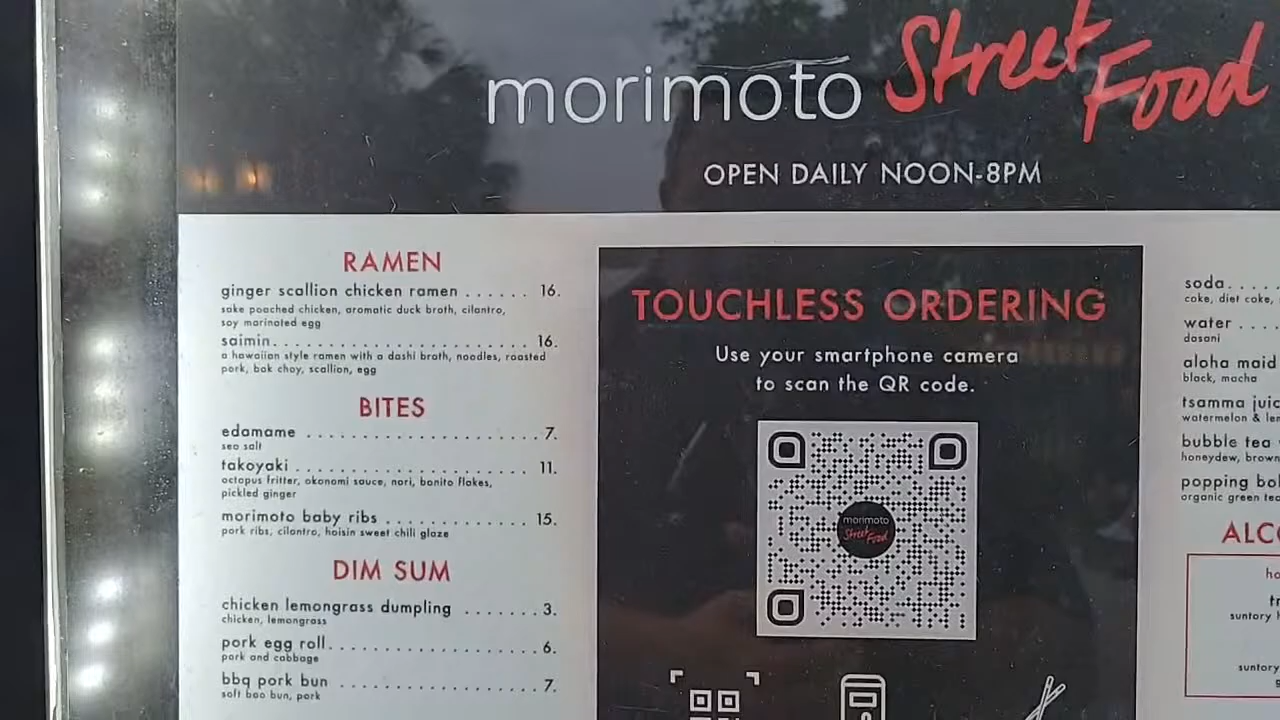 morimoto Street Food
OPEN DAILY NOON-8PM
RAMEN
ginger scallion chicken ramen . . . . . . 16.
sake poached chicken, aromatic duck broth, cilantro,
soy marinated egg
saimin . . . . . . . . . . . . . . . . . . . . . . . . 16.
a hawaiian style ramen with a dashi broth, noodles, roasted
pork, bok choy, scallion, egg
BITES
edamame . . . . . . . . . . . . . . . . . . . . . . 7.
sea salt
takoyaki . . . . . . . . . . . . . . . . . . . . . . 11.
octopus fritter, okonomi sauce, nori, bonito flakes,
pickled ginger
morimoto baby ribs . . . . . . . . . . . . . 15.
pork ribs, cilantro, hoisin sweet chili glaze
DIM SUM
chicken lemongrass dumpling . . . . . . . 3.
chicken, lemongrass
pork egg roll . . . . . . . . . . . . . . . . . . . 6.
pork and cabbage
bbq pork bun . . . . . . . . . . . . . . . . . . 7.
soft bao bun, pork
TOUCHLESS ORDERING
Use your smartphone camera
to scan the QR code.
morimoto
Street Food
soda . . . .
coke, diet coke,
water . . .
dasani
aloha maid
black, macha
tsamma
watermelon &
bubble tea
honeydew, brown
popping
organic green
suntory
suntory